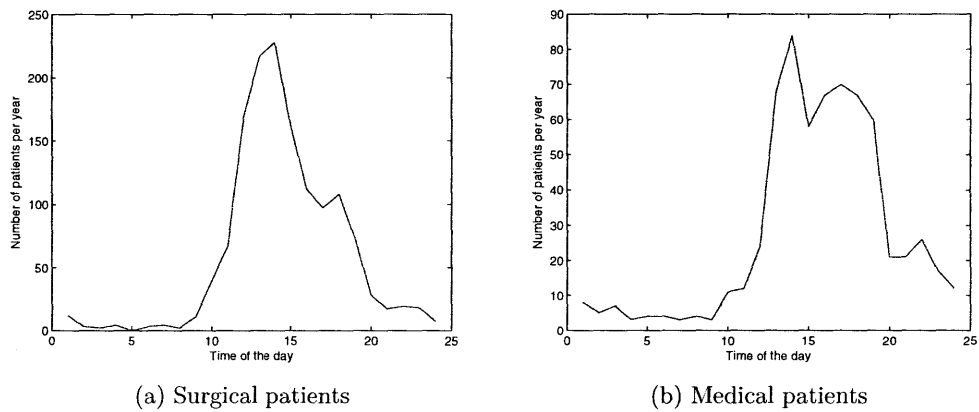 250
200
150
100
50
0
0 5 10 15 20 25
Number of patients per year
Time of the day
(a) Surgical patients
90
80
70
60
50
40
30
20
10
0
0 5 10 15 20 25
Number of patients per year
Time of the day
(b) Medical patients